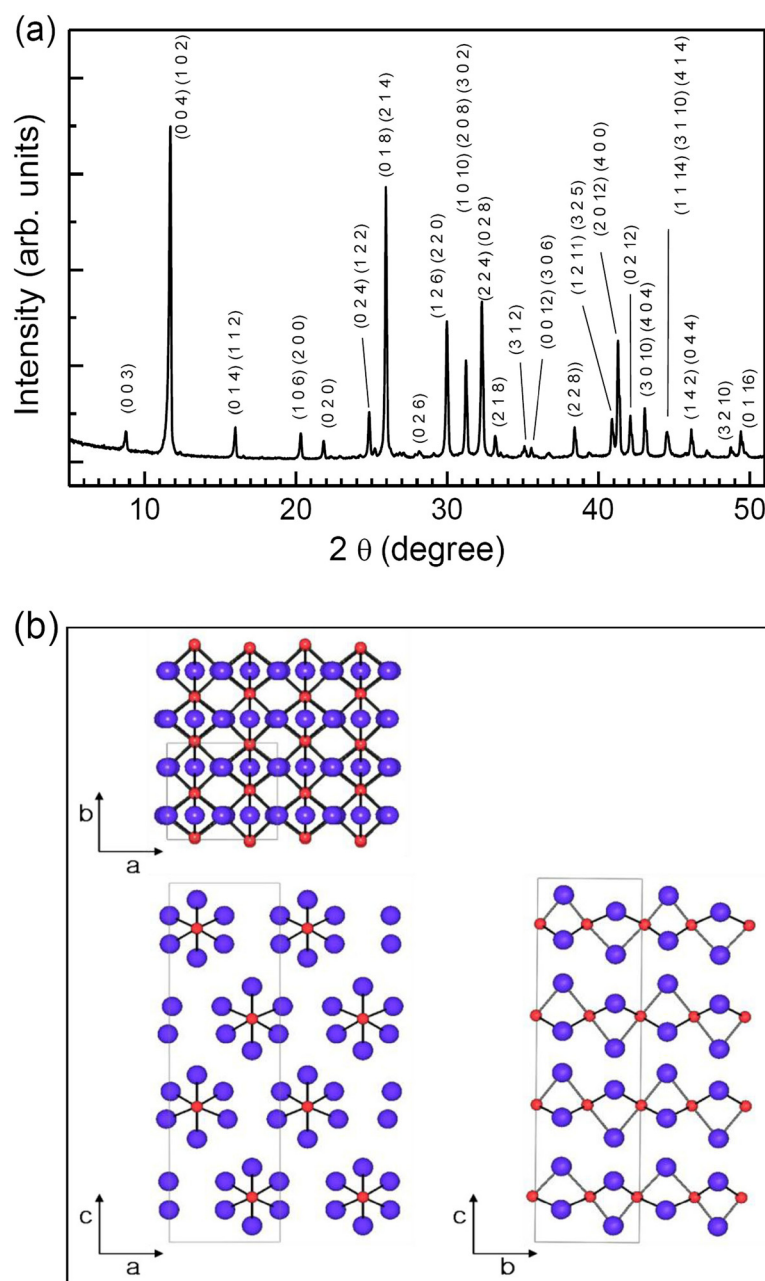 (a)
Intensity (arb. units)
(0 0 3)
(0 0 4) (1 0 2)
(0 1 4) (1 1 2)
(1 0 6) (2 0 0)
(0 2 0)
(0 2 4) (1 2 2)
(0 1 8) (2 1 4)
(0 2 6)
(1 2 6) (2 2 0)
(1 0 10) (2 0 8) (3 0 2)
(2 2 4) (0 2 8)
(2 1 8)
(3 1 2)
(0 0 12) (3 0 6)
(2 2 8))
(1 2 11) (3 2 5)
(2 0 12) (4 0 0)
(0 2 12)
(3 0 10) (4 0 4)
(1 1 14) (3 1 10) (4 1 4)
(1 4 2) (0 4 4)
(3 2 10)
(0 1 16)
10 20 30 40 50
2 θ (degree)
(b)
b
a
c
a
c
b